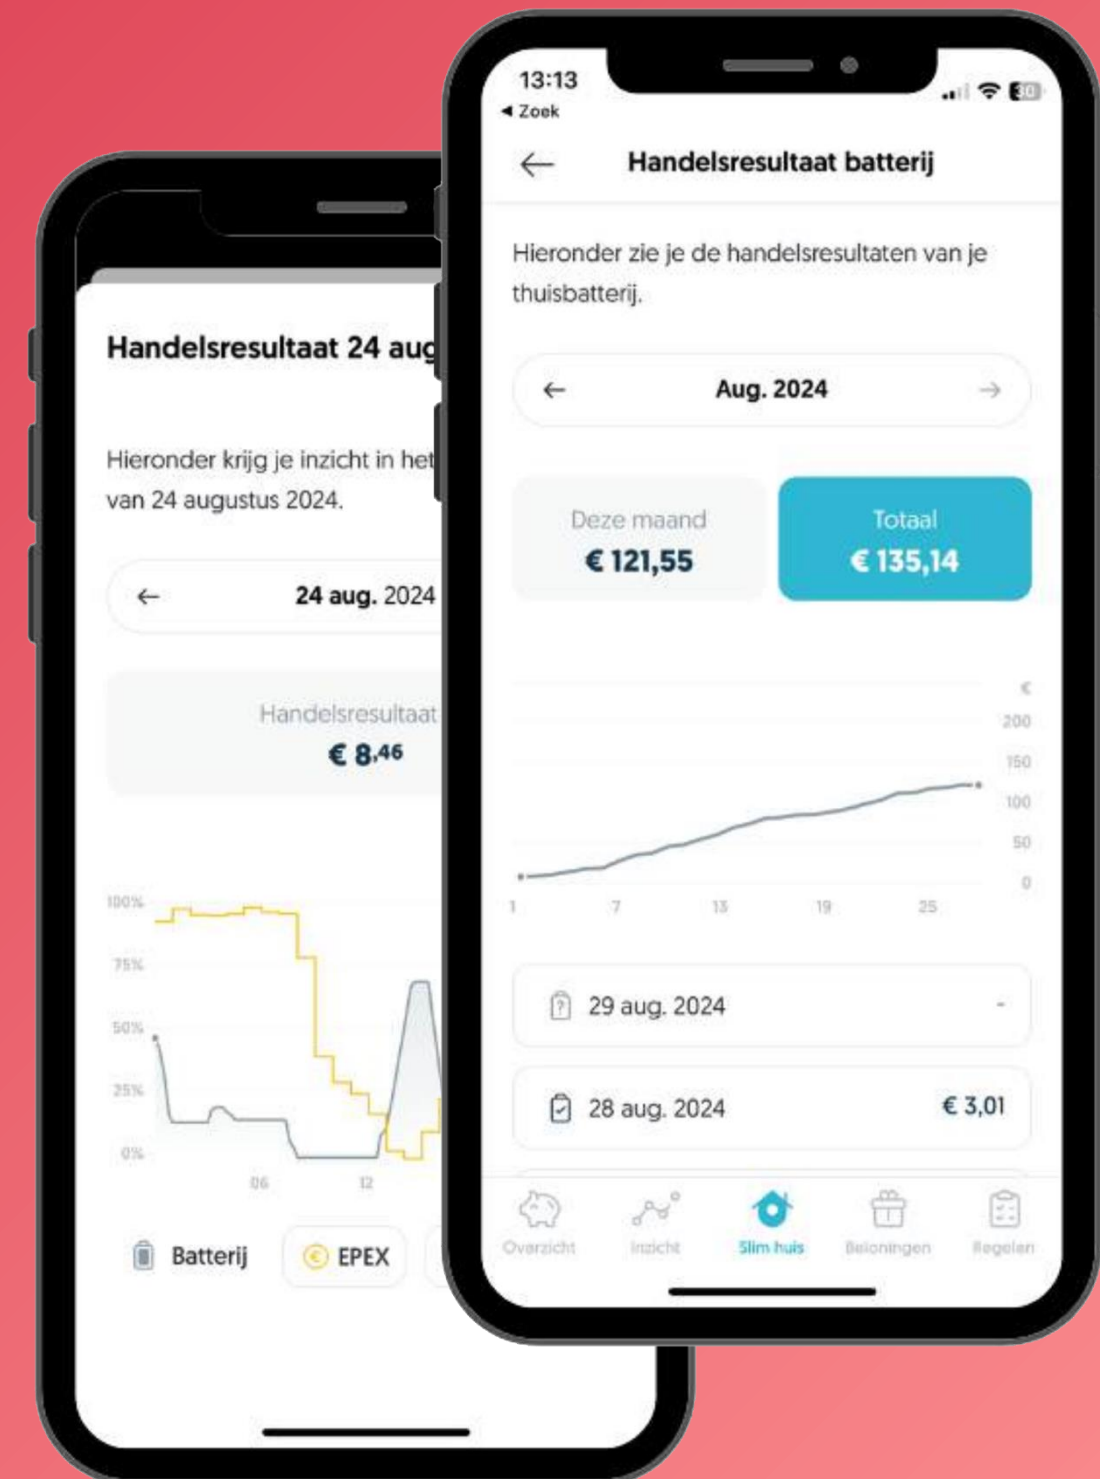 Handelsresultaat 24 aug
Hieronder krijg je inzicht in het
van 24 augustus 2024.
24 aug. 2024
Handelsresultaat
€ 8,46
100%
75%
50%
25%
0%
06
12
Batterij
EPEX
13:13
Zoek
30
Handelsresultaat batterij
Hieronder zie je de handelsresultaten van je
thuisbatterij.
Aug. 2024
Deze maand
€ 121,55
Totaal
€ 135,14
€
200
150
100
50
0
1 7 13 19 25
29 aug. 2024 -
28 aug. 2024 € 3,01
Overzicht Inzicht Slim huis Beloningen Regelen